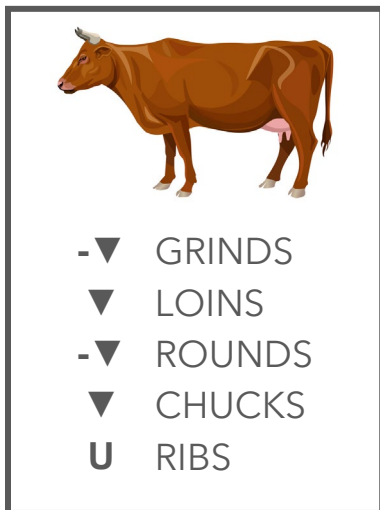 -▼ GRINDS
▼ LOINS
-▼ ROUNDS
▼ CHUCKS
U RIBS